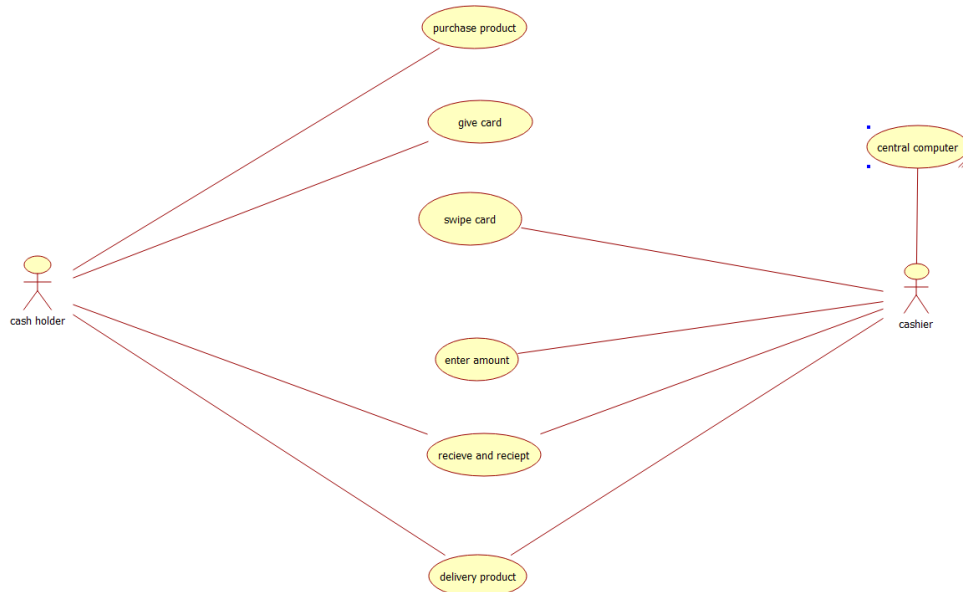 purchase product
give card
central computer
swipe card
cash holder
cashier
enter amount
recieve and reciept
delivery product